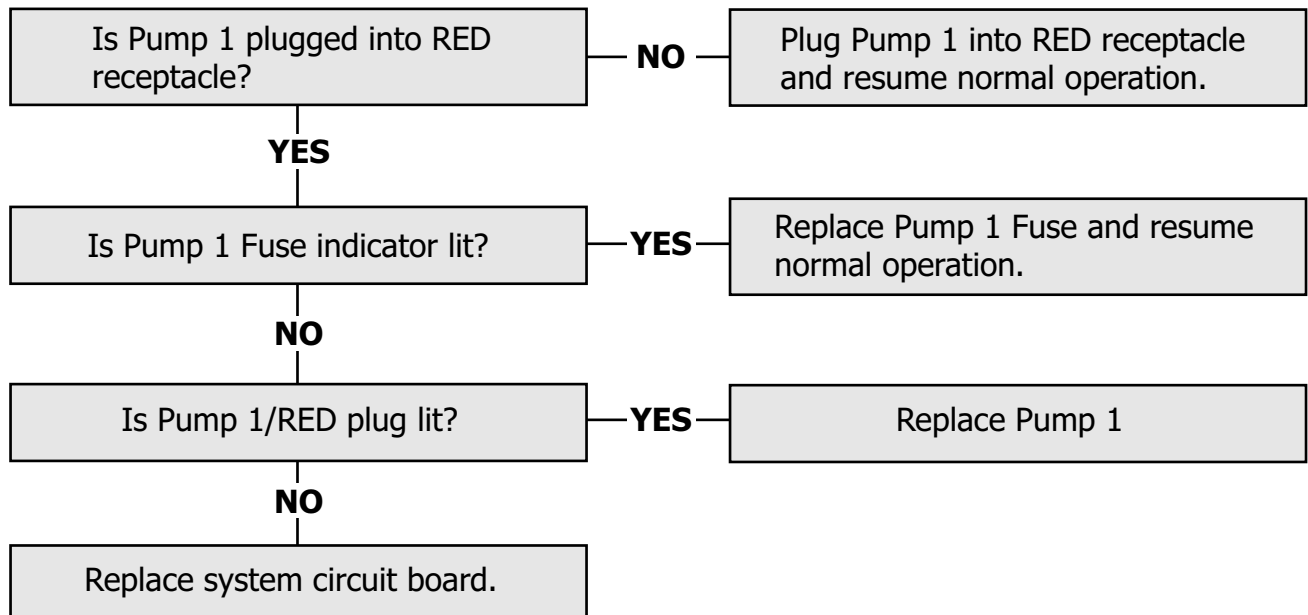 Is Pump 1 plugged into RED
receptacle?
NO
Plug Pump 1 into RED receptacle
and resume normal operation.
YES
Is Pump 1 Fuse indicator lit?
YES
Replace Pump 1 Fuse and resume
normal operation.
NO
Is Pump 1/RED plug lit?
YES
Replace Pump 1
NO
Replace system circuit board.